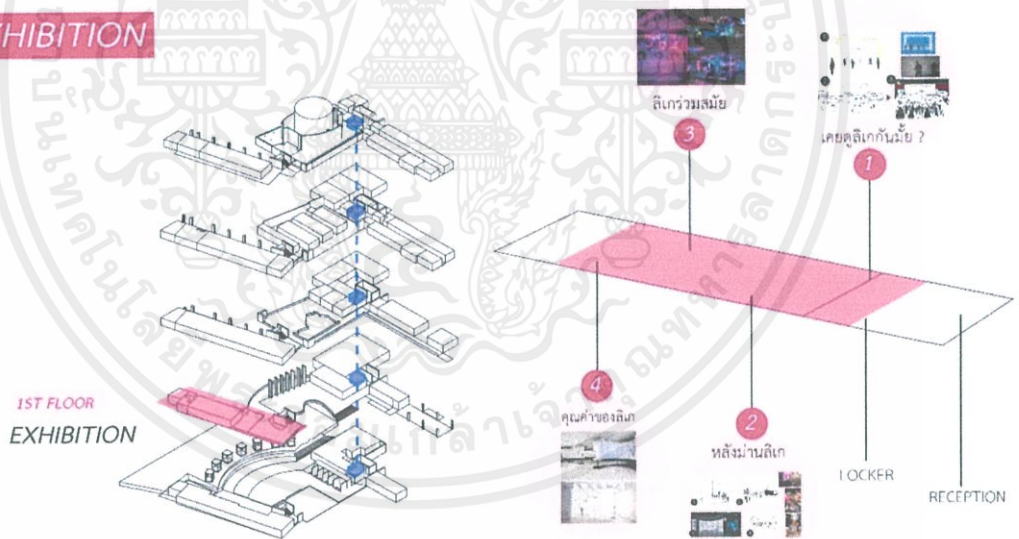 HIBITION
ลิเกร่วมสมัย
3
เคยดูลิเกกันมั้ย ?
1
1ST FLOOR
EXHIBITION
4
คุณค่าของลิเก
2
หลังม่านลิเก
LOCKER
RECEPTION